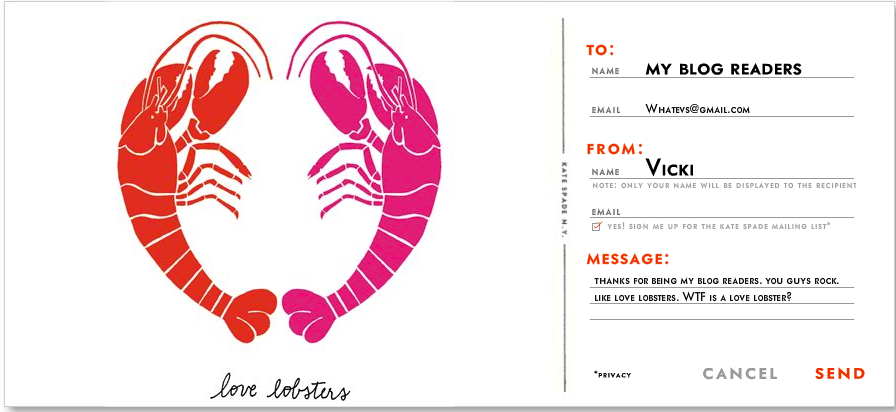 love lobsters
KATE SPADE N.Y.
TO:
NAME MY BLOG READERS
EMAIL Whatevs@gmail.com
FROM:
NAME Vicki
NOTE: ONLY YOUR NAME WILL BE DISPLAYED TO THE RECIPIENT
EMAIL
YES! SIGN ME UP FOR THE KATE SPADE MAILING LIST*
MESSAGE:
THANKS FOR BEING MY BLOG READERS. YOU GUYS ROCK.
LIKE LOVE LOBSTERS. WTF IS A LOVE LOBSTER?
*PRIVACY CANCEL SEND